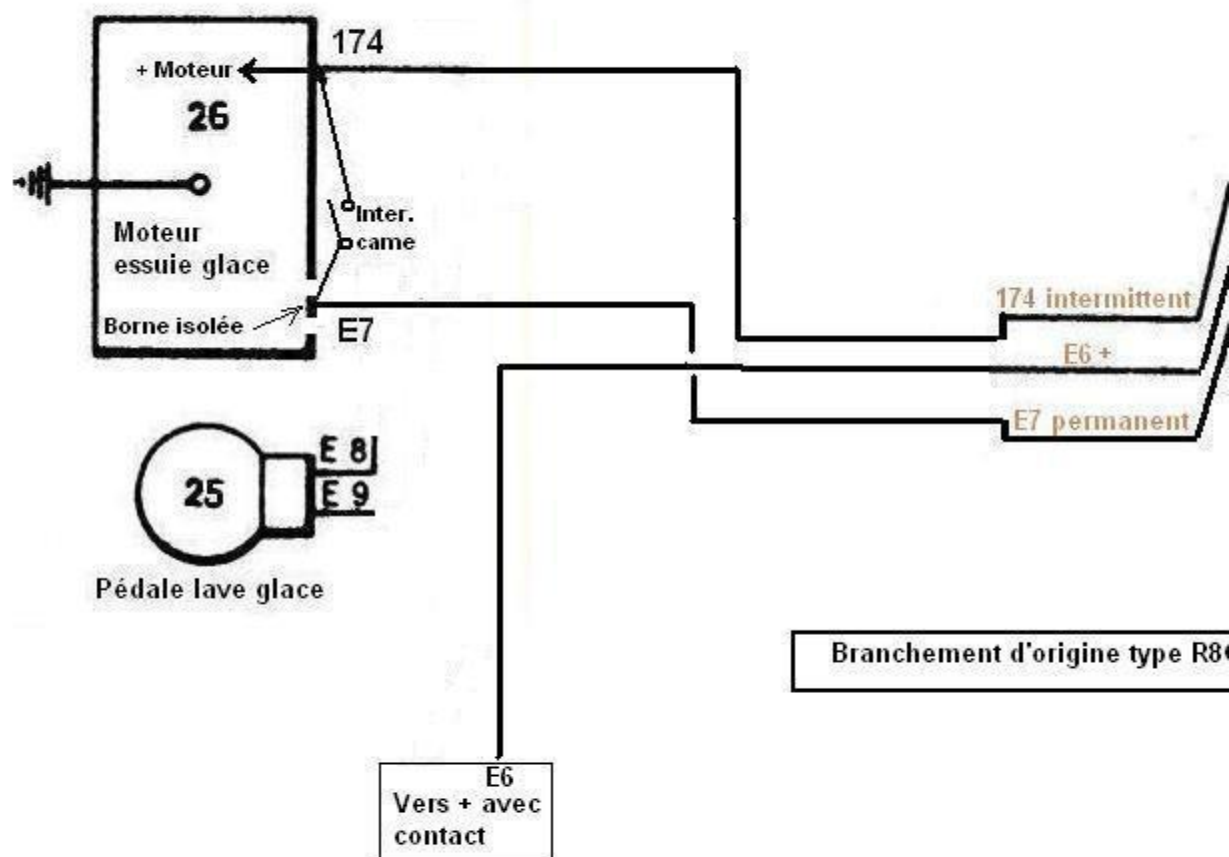 174
+ Moteur
26
Inter.
came
Moteur
essuie glace
Borne isolée
E7
174 intermittent
E6 +
E7 permanent
E 8
25
E 9
Pédale lave glace
Branchement d'origine type
E6
Vers + avec
contact